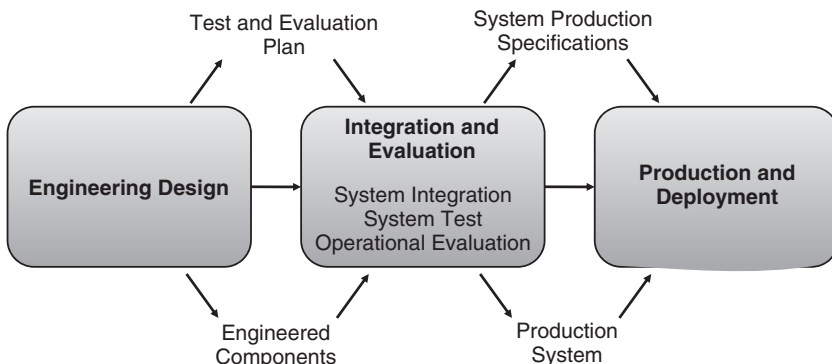 Test and Evaluation
Plan
System Production
Specifications
Engineering Design
Integration and
Evaluation
System Integration
System Test
Operational Evaluation
Production and
Deployment
Engineered
Components
Production
System